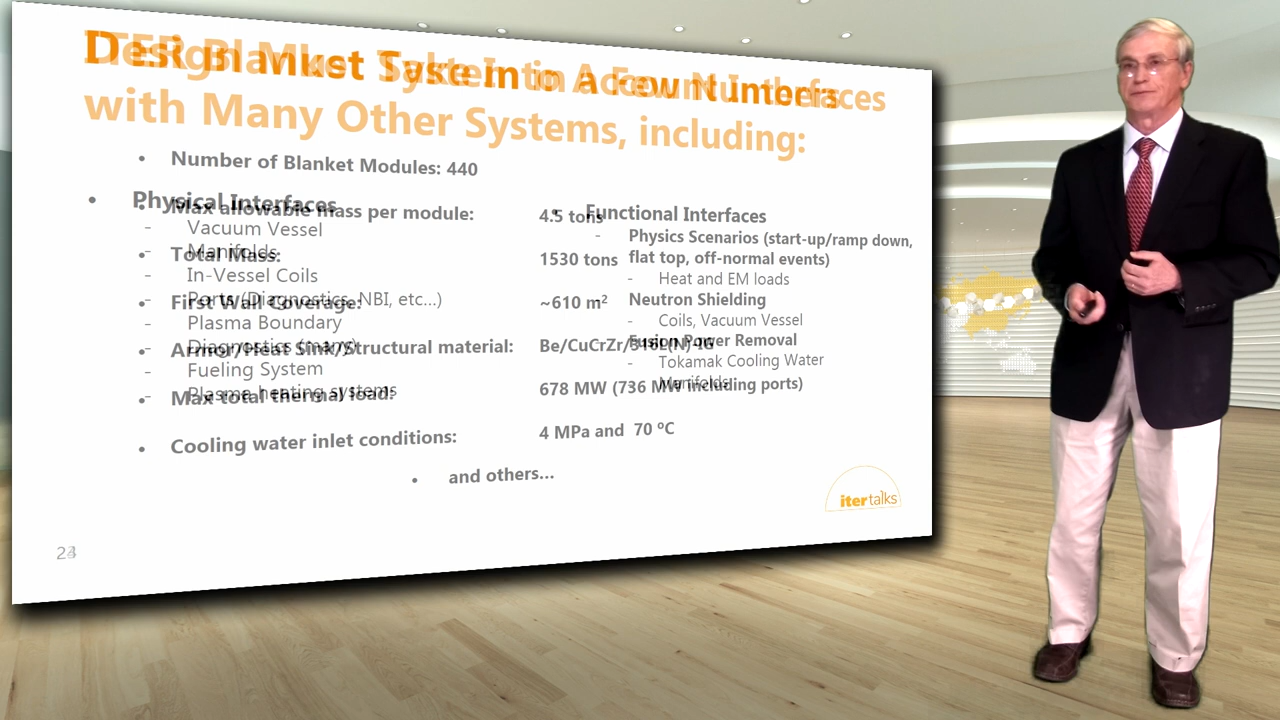 Design Must Take Into Account Interfaces
ITER Blanket System in a Few Numbers
with Many Other Systems, including:
• Number of Blanket Modules: 440
• Physical Interfaces
• Max allowable mass per module: 4.5 tons
- Vacuum Vessel
- Manifolds
• Total Mass: 1530 tons
- In-Vessel Coils
- Ports (Diagnostics, NBI, etc...)
• First Wall Coverage: ~610 m²
- Plasma Boundary
- Diagnostics (many)
• Armor/Heat Sink/Structural material: Be/CuCrZr/316L(N)-IG
- Fueling System
- Plasma heating systems
• Max total thermal load: 678 MW (736 MW including ports)
• Cooling water inlet conditions: 4 MPa and 70 ºC
• Functional Interfaces
- Physics Scenarios (start-up/ramp down,
flat top, off-normal events)
- Heat and EM loads
Neutron Shielding
- Coils, Vacuum Vessel
Fusion Power Removal
- Tokamak Cooling Water
Manifolds
• and others...
iter talks